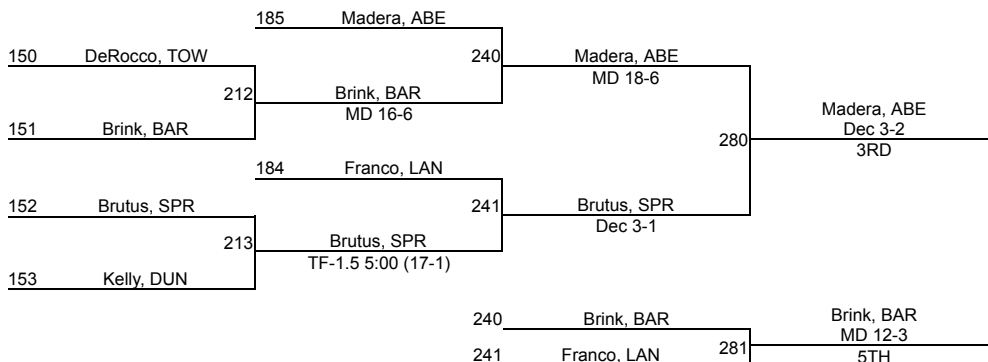 185 Madera, ABE
150 DeRocco, TOW
240 Madera, ABE
MD 18-6
212 Brink, BAR
MD 16-6
151 Brink, BAR
Madera, ABE
280 Dec 3-2
3RD
184 Franco, LAN
152 Brutus, SPR
241 Brutus, SPR
Dec 3-1
213 Brutus, SPR
TF-1.5 5:00 (17-1)
153 Kelly, DUN
240 Brink, BAR
Brink, BAR
281 MD 12-3
5TH
241 Franco, LAN